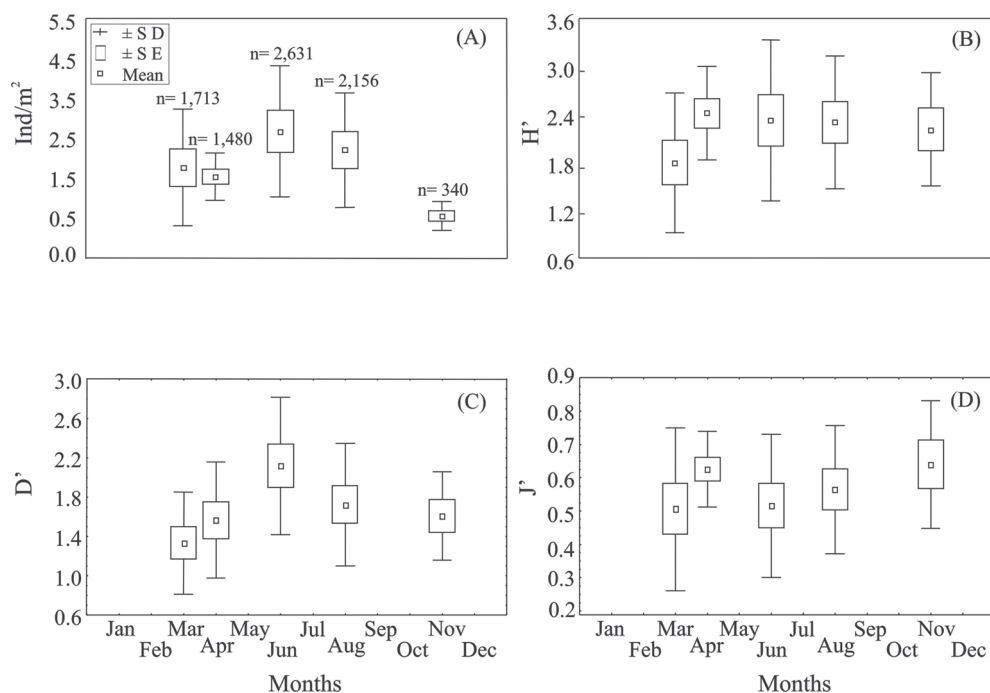 (A)
± S D
± S E
Mean
n= 1,713
n= 1,480
n= 2,631
n= 2,156
n= 340
Ind/m²
5.5
4.5
3.5
2.5
1.5
0.5
0.0
(B)
H’
3.6
3.0
2.4
1.8
1.2
0.6
(C)
D’
3.0
2.6
2.2
1.8
1.4
1.0
0.6
Jan Mar May Jul Sep Nov
Feb Apr Jun Aug Oct Dec
Months
(D)
J’
0.9
0.8
0.7
0.6
0.5
0.4
0.3
0.2
Jan Mar May Jul Sep Nov
Feb Apr Jun Aug Oct Dec
Months